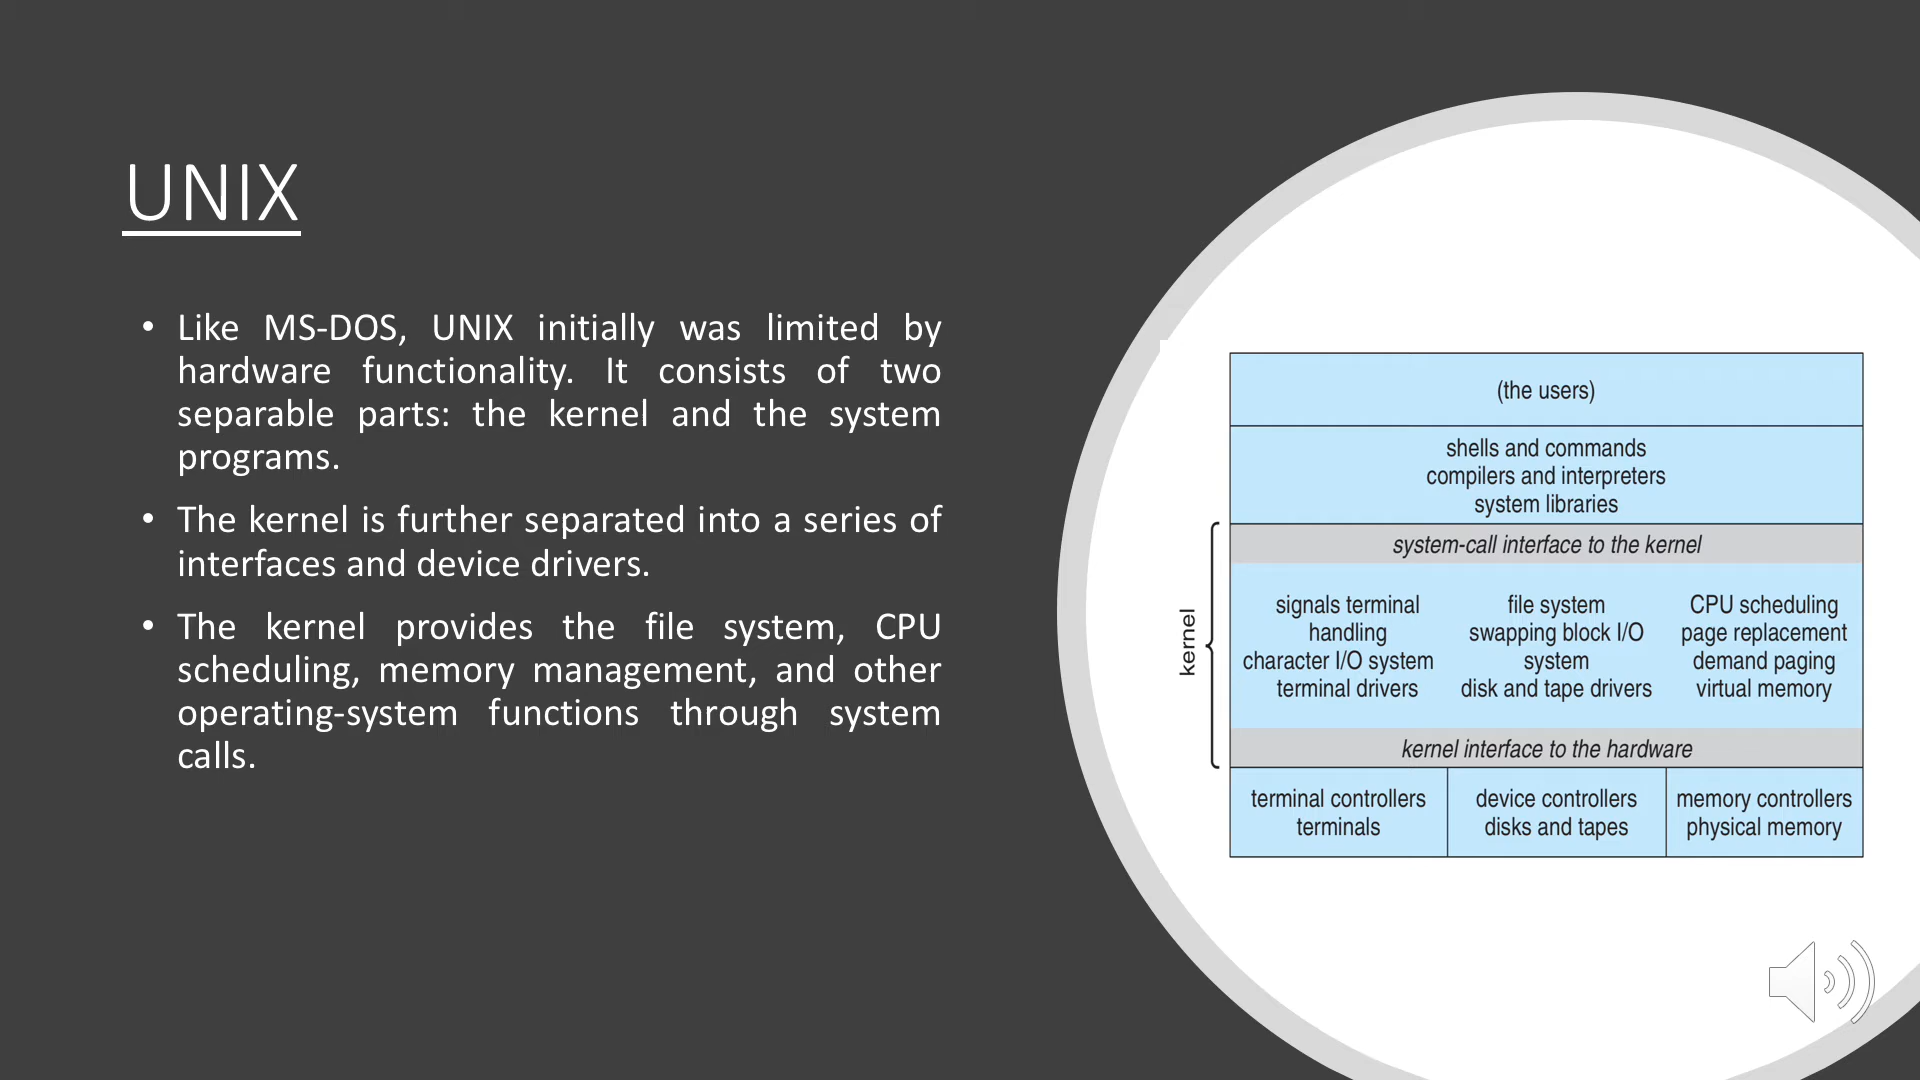 UNIX
• Like MS-DOS, UNIX initially was limited by
hardware functionality. It consists of two
separable parts: the kernel and the system
programs.
• The kernel is further separated into a series of
interfaces and device drivers.
• The kernel provides the file system, CPU
scheduling, memory management, and other
operating-system functions through system
calls.
(the users)
shells and commands
compilers and interpreters
system libraries
kernel
system-call interface to the kernel
signals terminal
handling
character I/O system
terminal drivers
file system
swapping block I/O
system
disk and tape drivers
CPU scheduling
page replacement
demand paging
virtual memory
kernel interface to the hardware
terminal controllers
terminals
device controllers
disks and tapes
memory controllers
physical memory